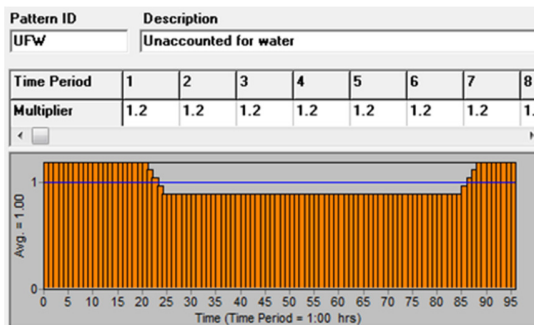 Pattern ID Description
UFW Unaccounted for water
Time Period 1 2 3 4 5 6 7 8
Multiplier 1.2 1.2 1.2 1.2 1.2 1.2 1.2 1.
1
0
Avg. = 1.00
0 5 10 15 20 25 30 35 40 45 50 55 60 65 70 75 80 85 90 95
Time (Time Period = 1:00 hrs)